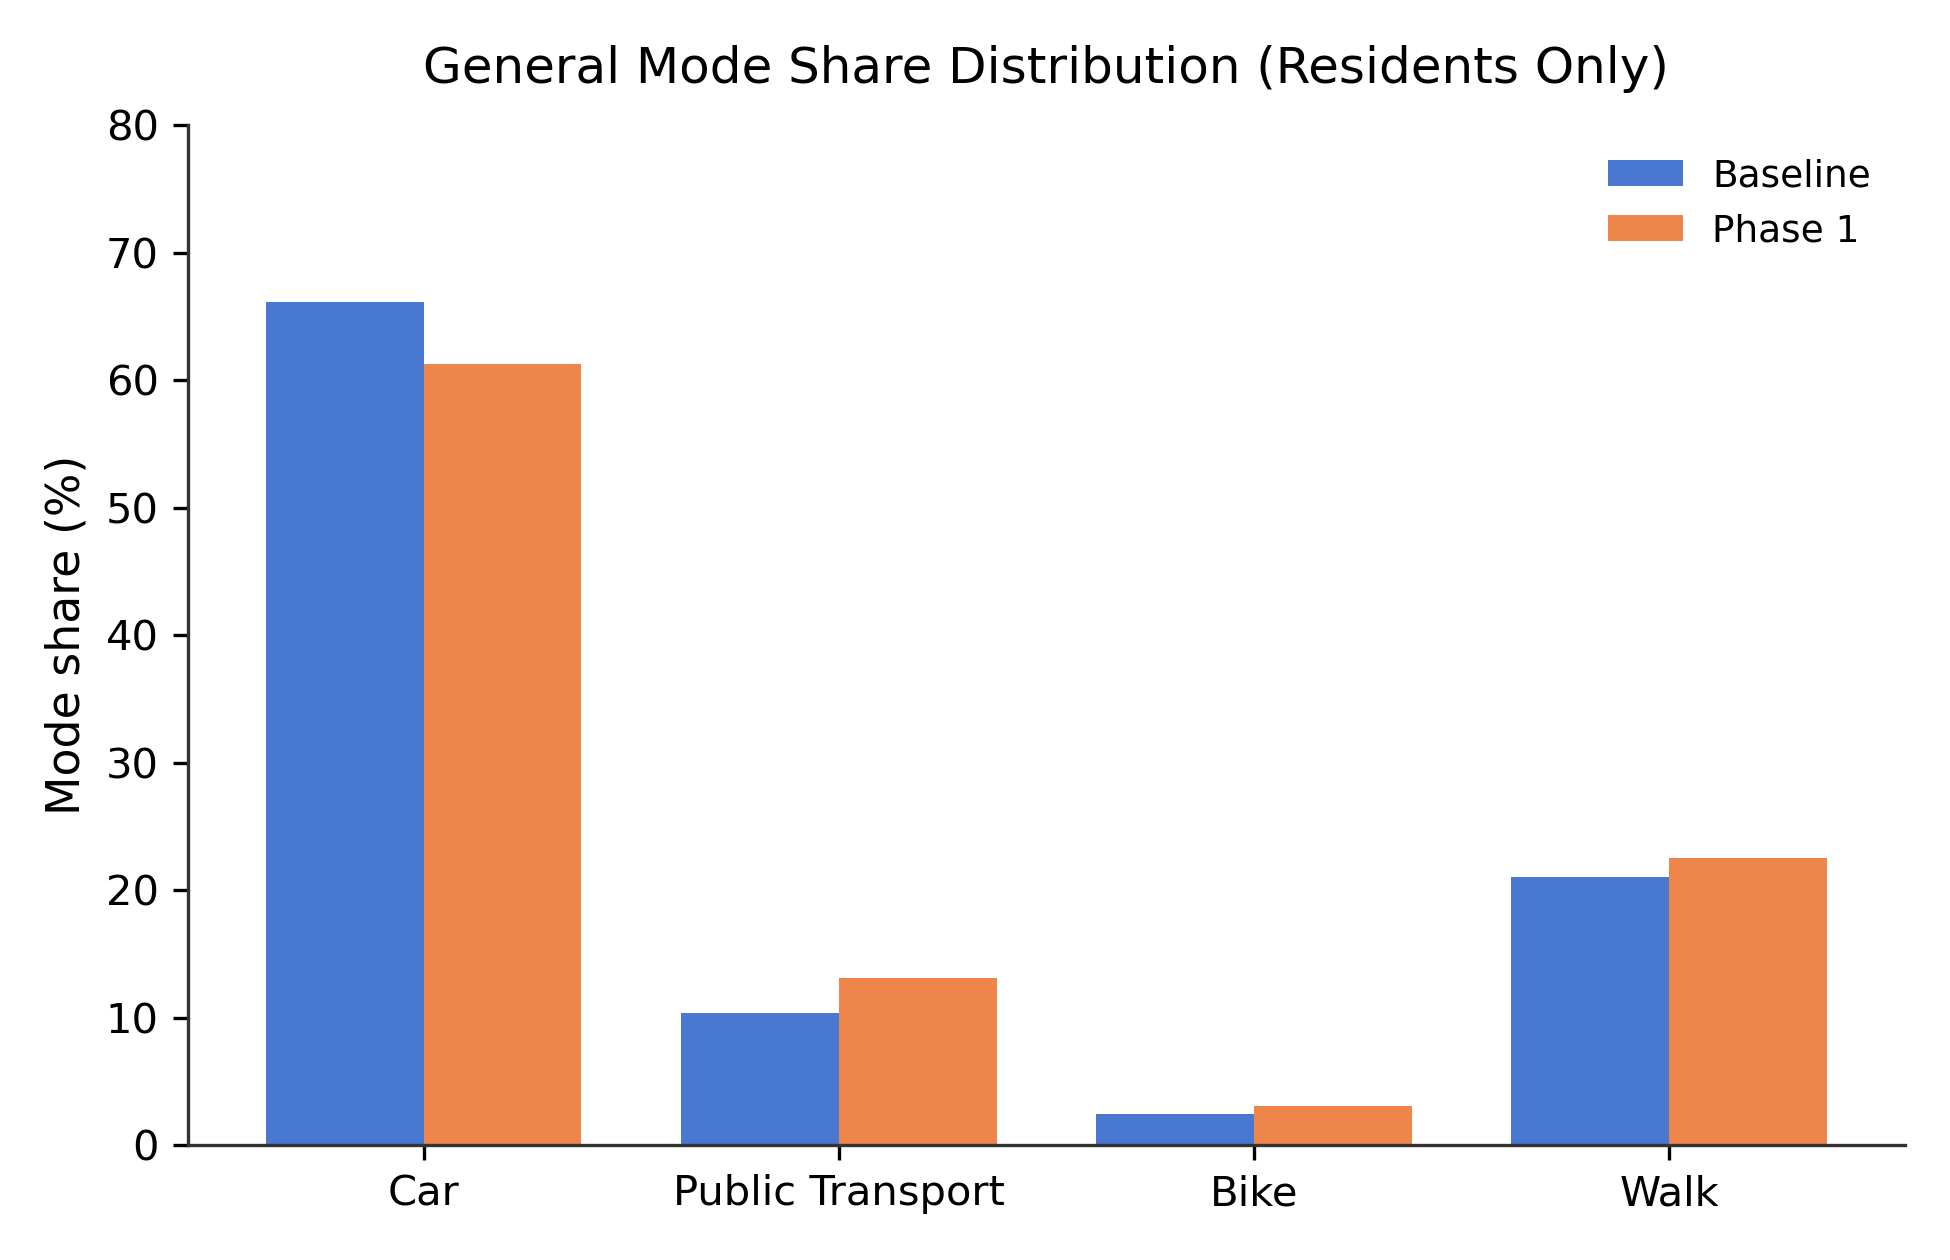 General Mode Share Distribution (Residents Only)
Baseline
Phase 1
Mode share (%)
80
70
60
50
40
30
20
10
0
Car
Public Transport
Bike
Walk